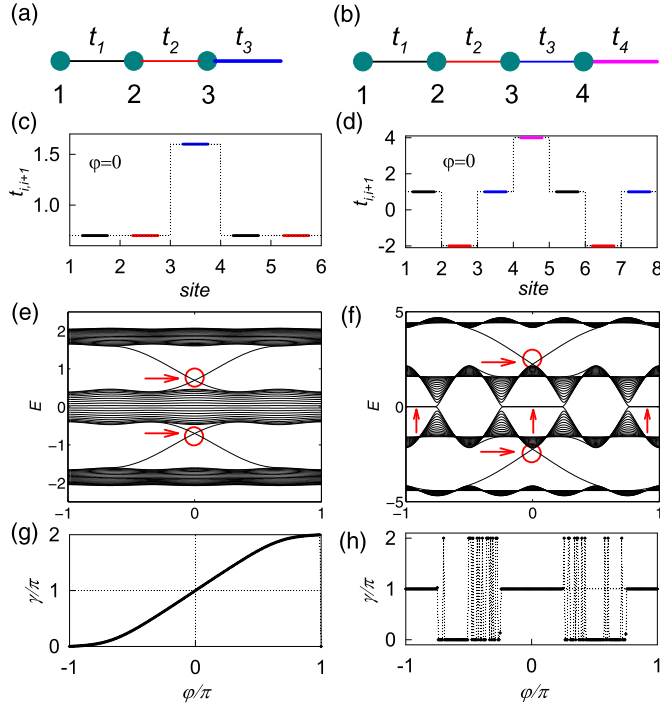 (a) (b)
t1 t2 t3 t1 t2 t3 t4
1 2 3 1 2 3 4
(c) (d)
φ=0 φ=0
t_{i,i+1} t_{i,i+1}
1.5 1.0
4 2 0 -2
1 2 3 4 5 6 1 2 3 4 5 6 7 8
site site
(e) (f)
E E
2 1 0 -1 -2
5 0 -5
-1 0 1 -1 0 1
(g) (h)
γ/π γ/π
2 1 0 2 1 0
-1 0 1 -1 0 1
φ/π φ/π